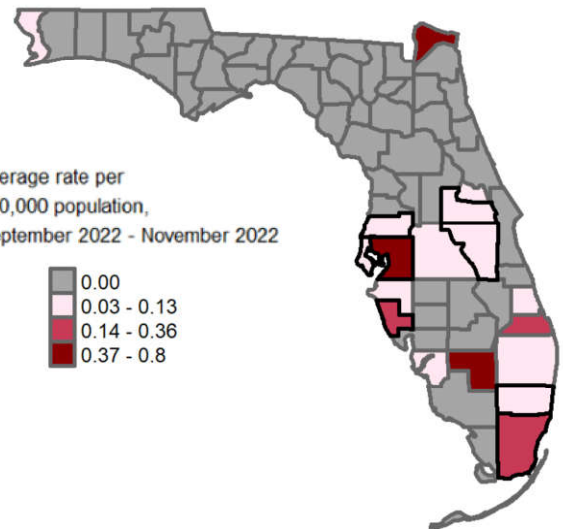 erage rate per
0,000 population,
eptember 2022 - November 2022
0.00
0.03 - 0.13
0.14 - 0.36
0.37 - 0.8